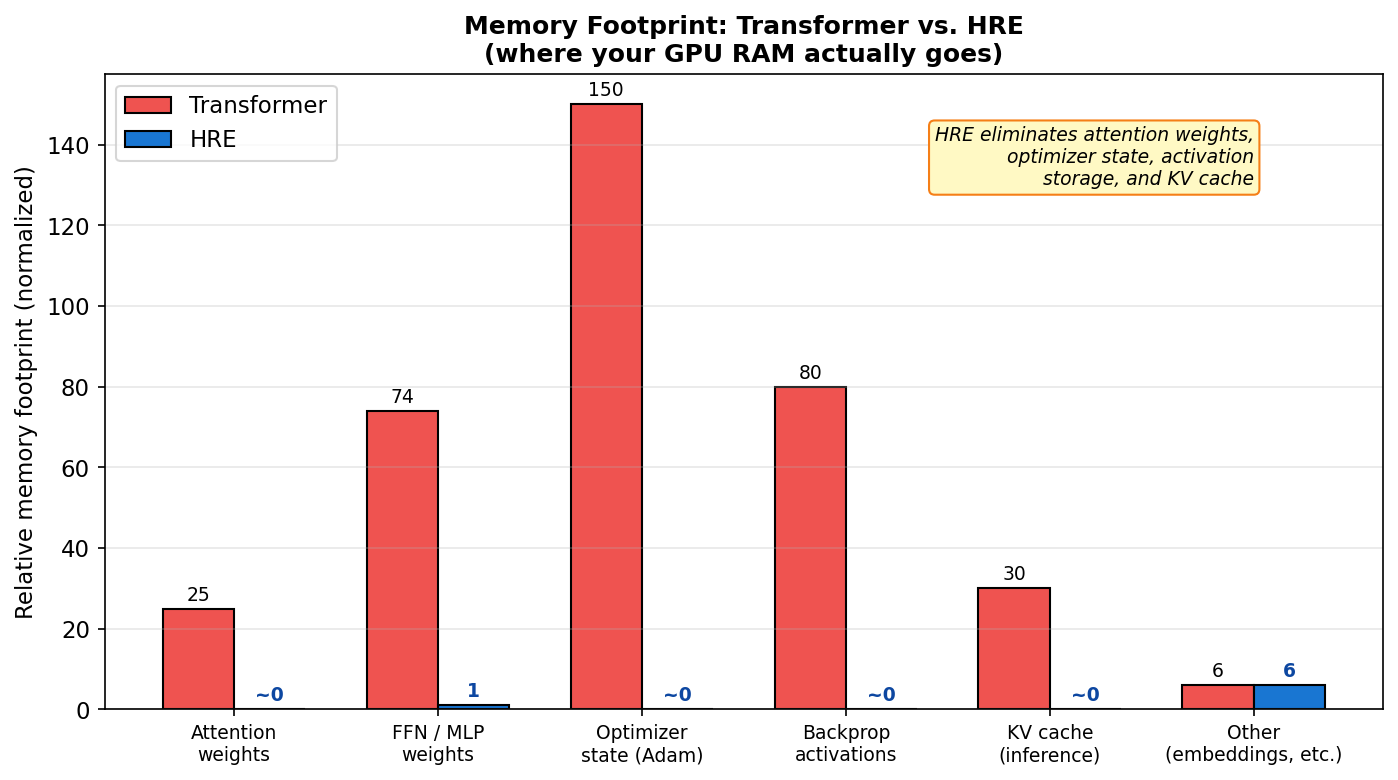 Memory Footprint: Transformer vs. HRE
(where your GPU RAM actually goes)
Transformer
HRE
HRE eliminates attention weights,
optimizer state, activation
storage, and KV cache
Relative memory footprint (normalized)
140
120
100
80
60
40
20
0
25
~0
74
1
150
~0
80
~0
30
~0
6
6
Attention
weights
FFN / MLP
weights
Optimizer
state (Adam)
Backprop
activations
KV cache
(inference)
Other
(embeddings, etc.)